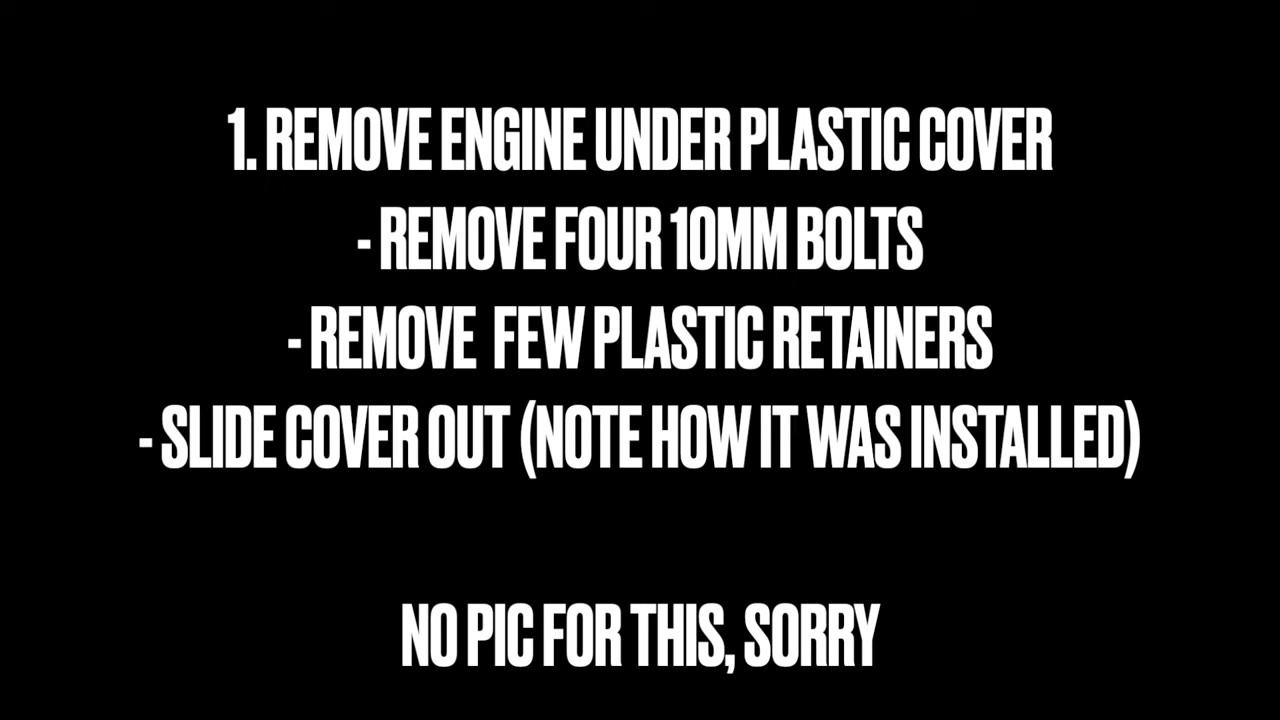 1. REMOVE ENGINE UNDER PLASTIC COVER
- REMOVE FOUR 10MM BOLTS
- REMOVE  FEW PLASTIC RETAINERS
- SLIDE COVER OUT (NOTE HOW IT WAS INSTALLED)
NO PIC FOR THIS, SORRY